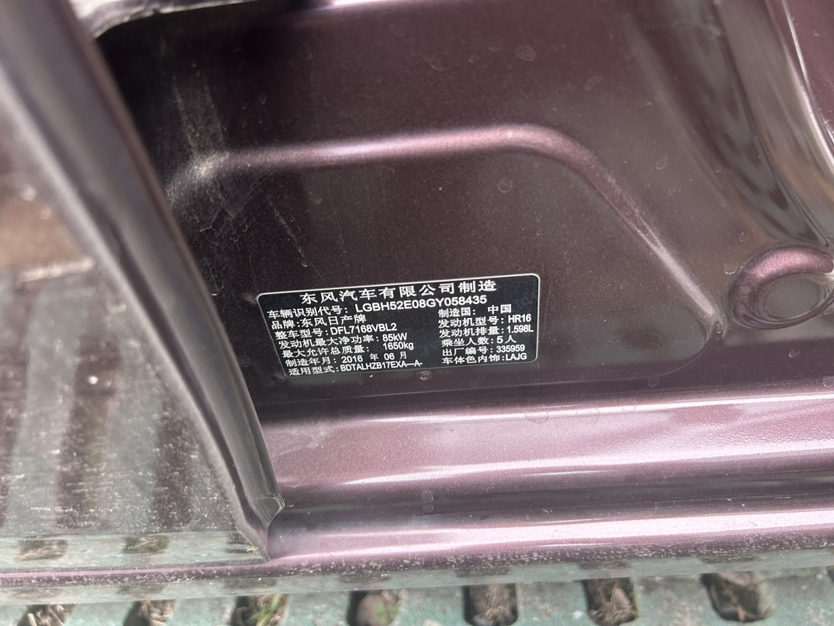 东风汽车有限公司制造
车辆识别代号: LGBH52E08GY058435
品牌: 东风日产牌 制造国: 中国
整车型号: DFL7168VBL2 发动机型号: HR16
发动机最大净功率: 85kW 发动机排量: 1.598L
最大允许总质量: 1650kg 乘坐人数: 5人
制造年月: 2016 年 06 月 出厂编号: 335959
适用型式: BDTALHZB17EXA—A- 车体色内饰: LAJG